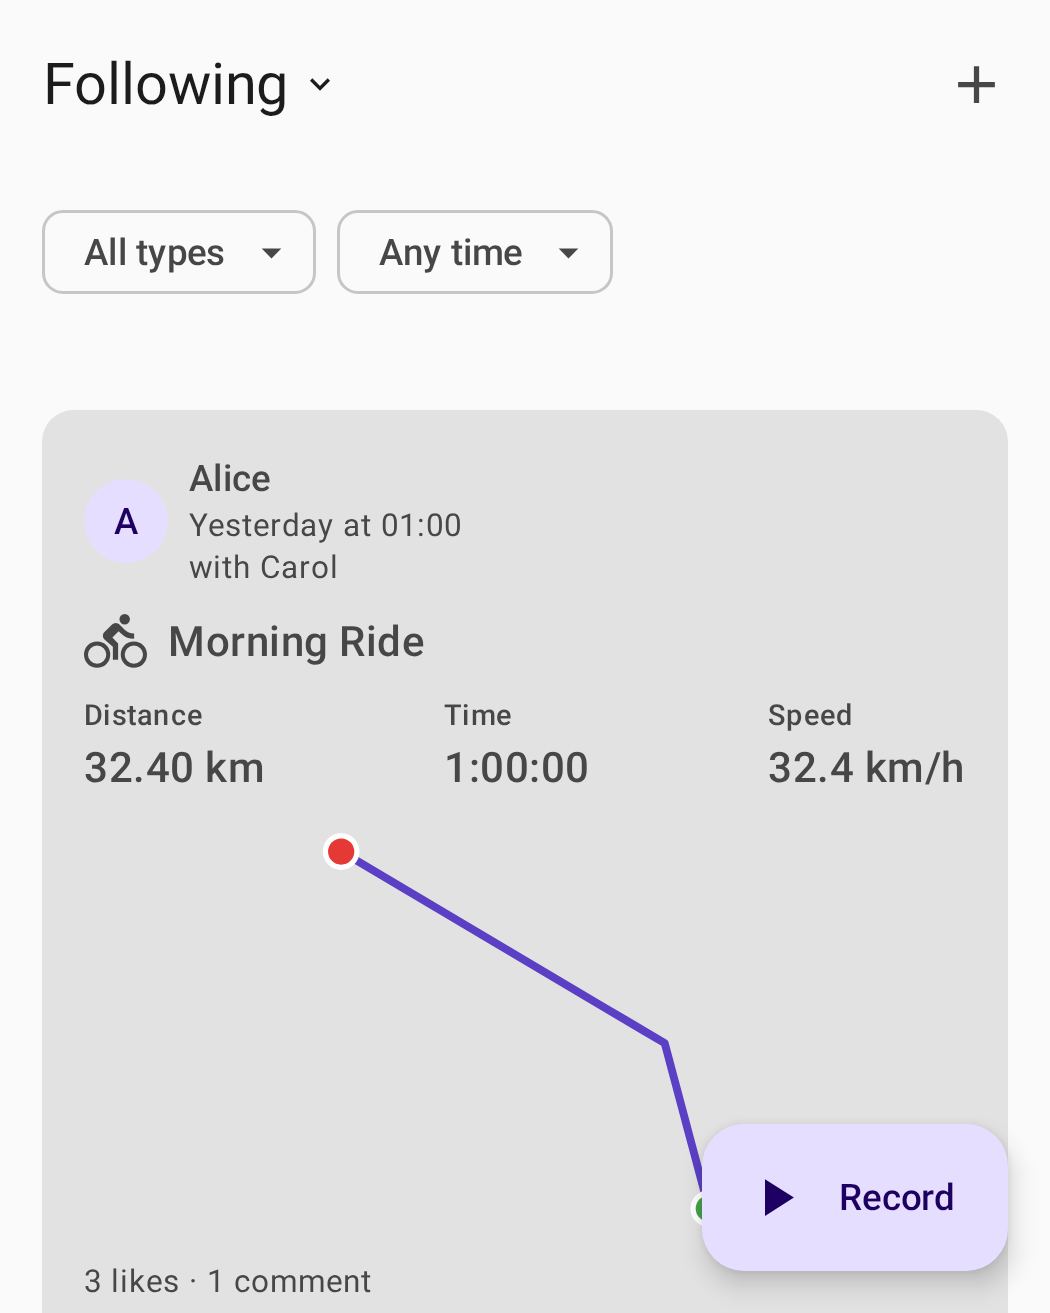 Following
All types
Any time
A
Alice
Yesterday at 01:00
with Carol
Morning Ride
Distance
Time
Speed
32.40 km
1:00:00
32.4 km/h
Record
3 likes · 1 comment